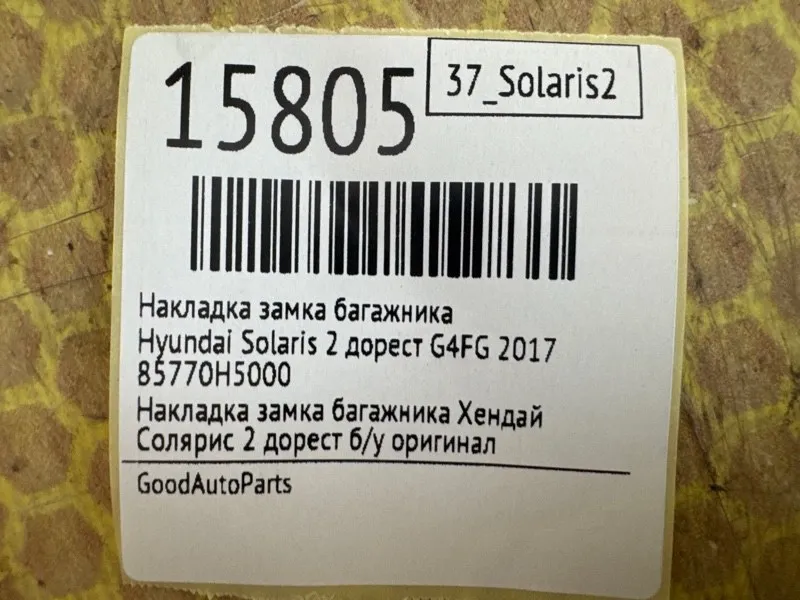 15805
37_Solaris2
Накладка замка багажника
Hyundai Solaris 2 дорест G4FG 2017
85770H5000
Накладка замка багажника Хендай
Солярис 2 дорест б/у оригинал
GoodAutoParts